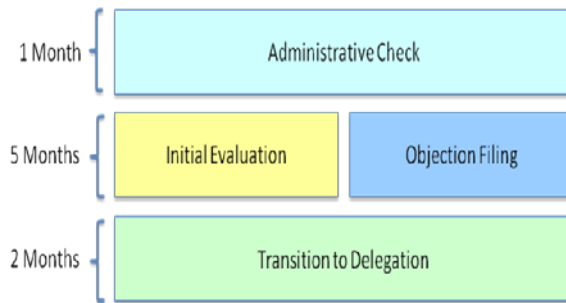 1 Month
Administrative Check
5 Months
Initial Evaluation
Objection Filing
2 Months
Transition to Delegation